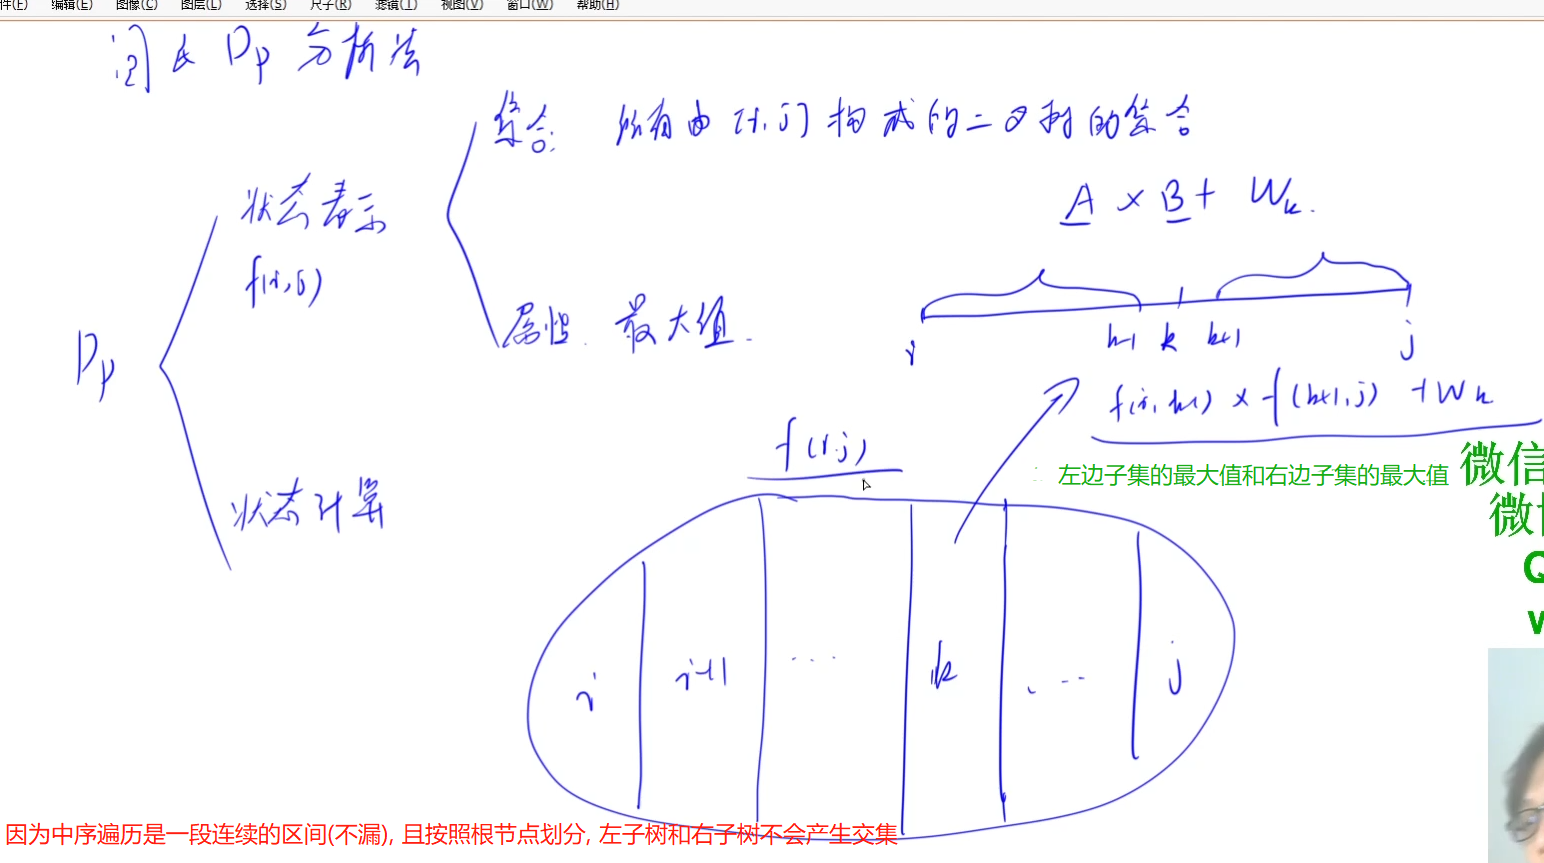 件(F) 编辑(E) 图像(C) 图层(L) 选择(S) 尺子(R) 滤镜(T) 视图(V) 窗口(W) 帮助(H)
闫氏DP分析法
集合: 所有由[i,j]构成的二叉树的集合
状态表示
f(i,j)
A × B + Wk.
属性. 最大值.
i k-1 k k+1 j
DP
f(i,k-1) × f(k+1,j) + Wk
f(i,j)
左边子集的最大值和右边子集的最大值
微信
微博
Q
状态计算
i i+1 ... k ... j
因为中序遍历是一段连续的区间(不漏), 且按照根节点划分, 左子树和右子树不会产生交集